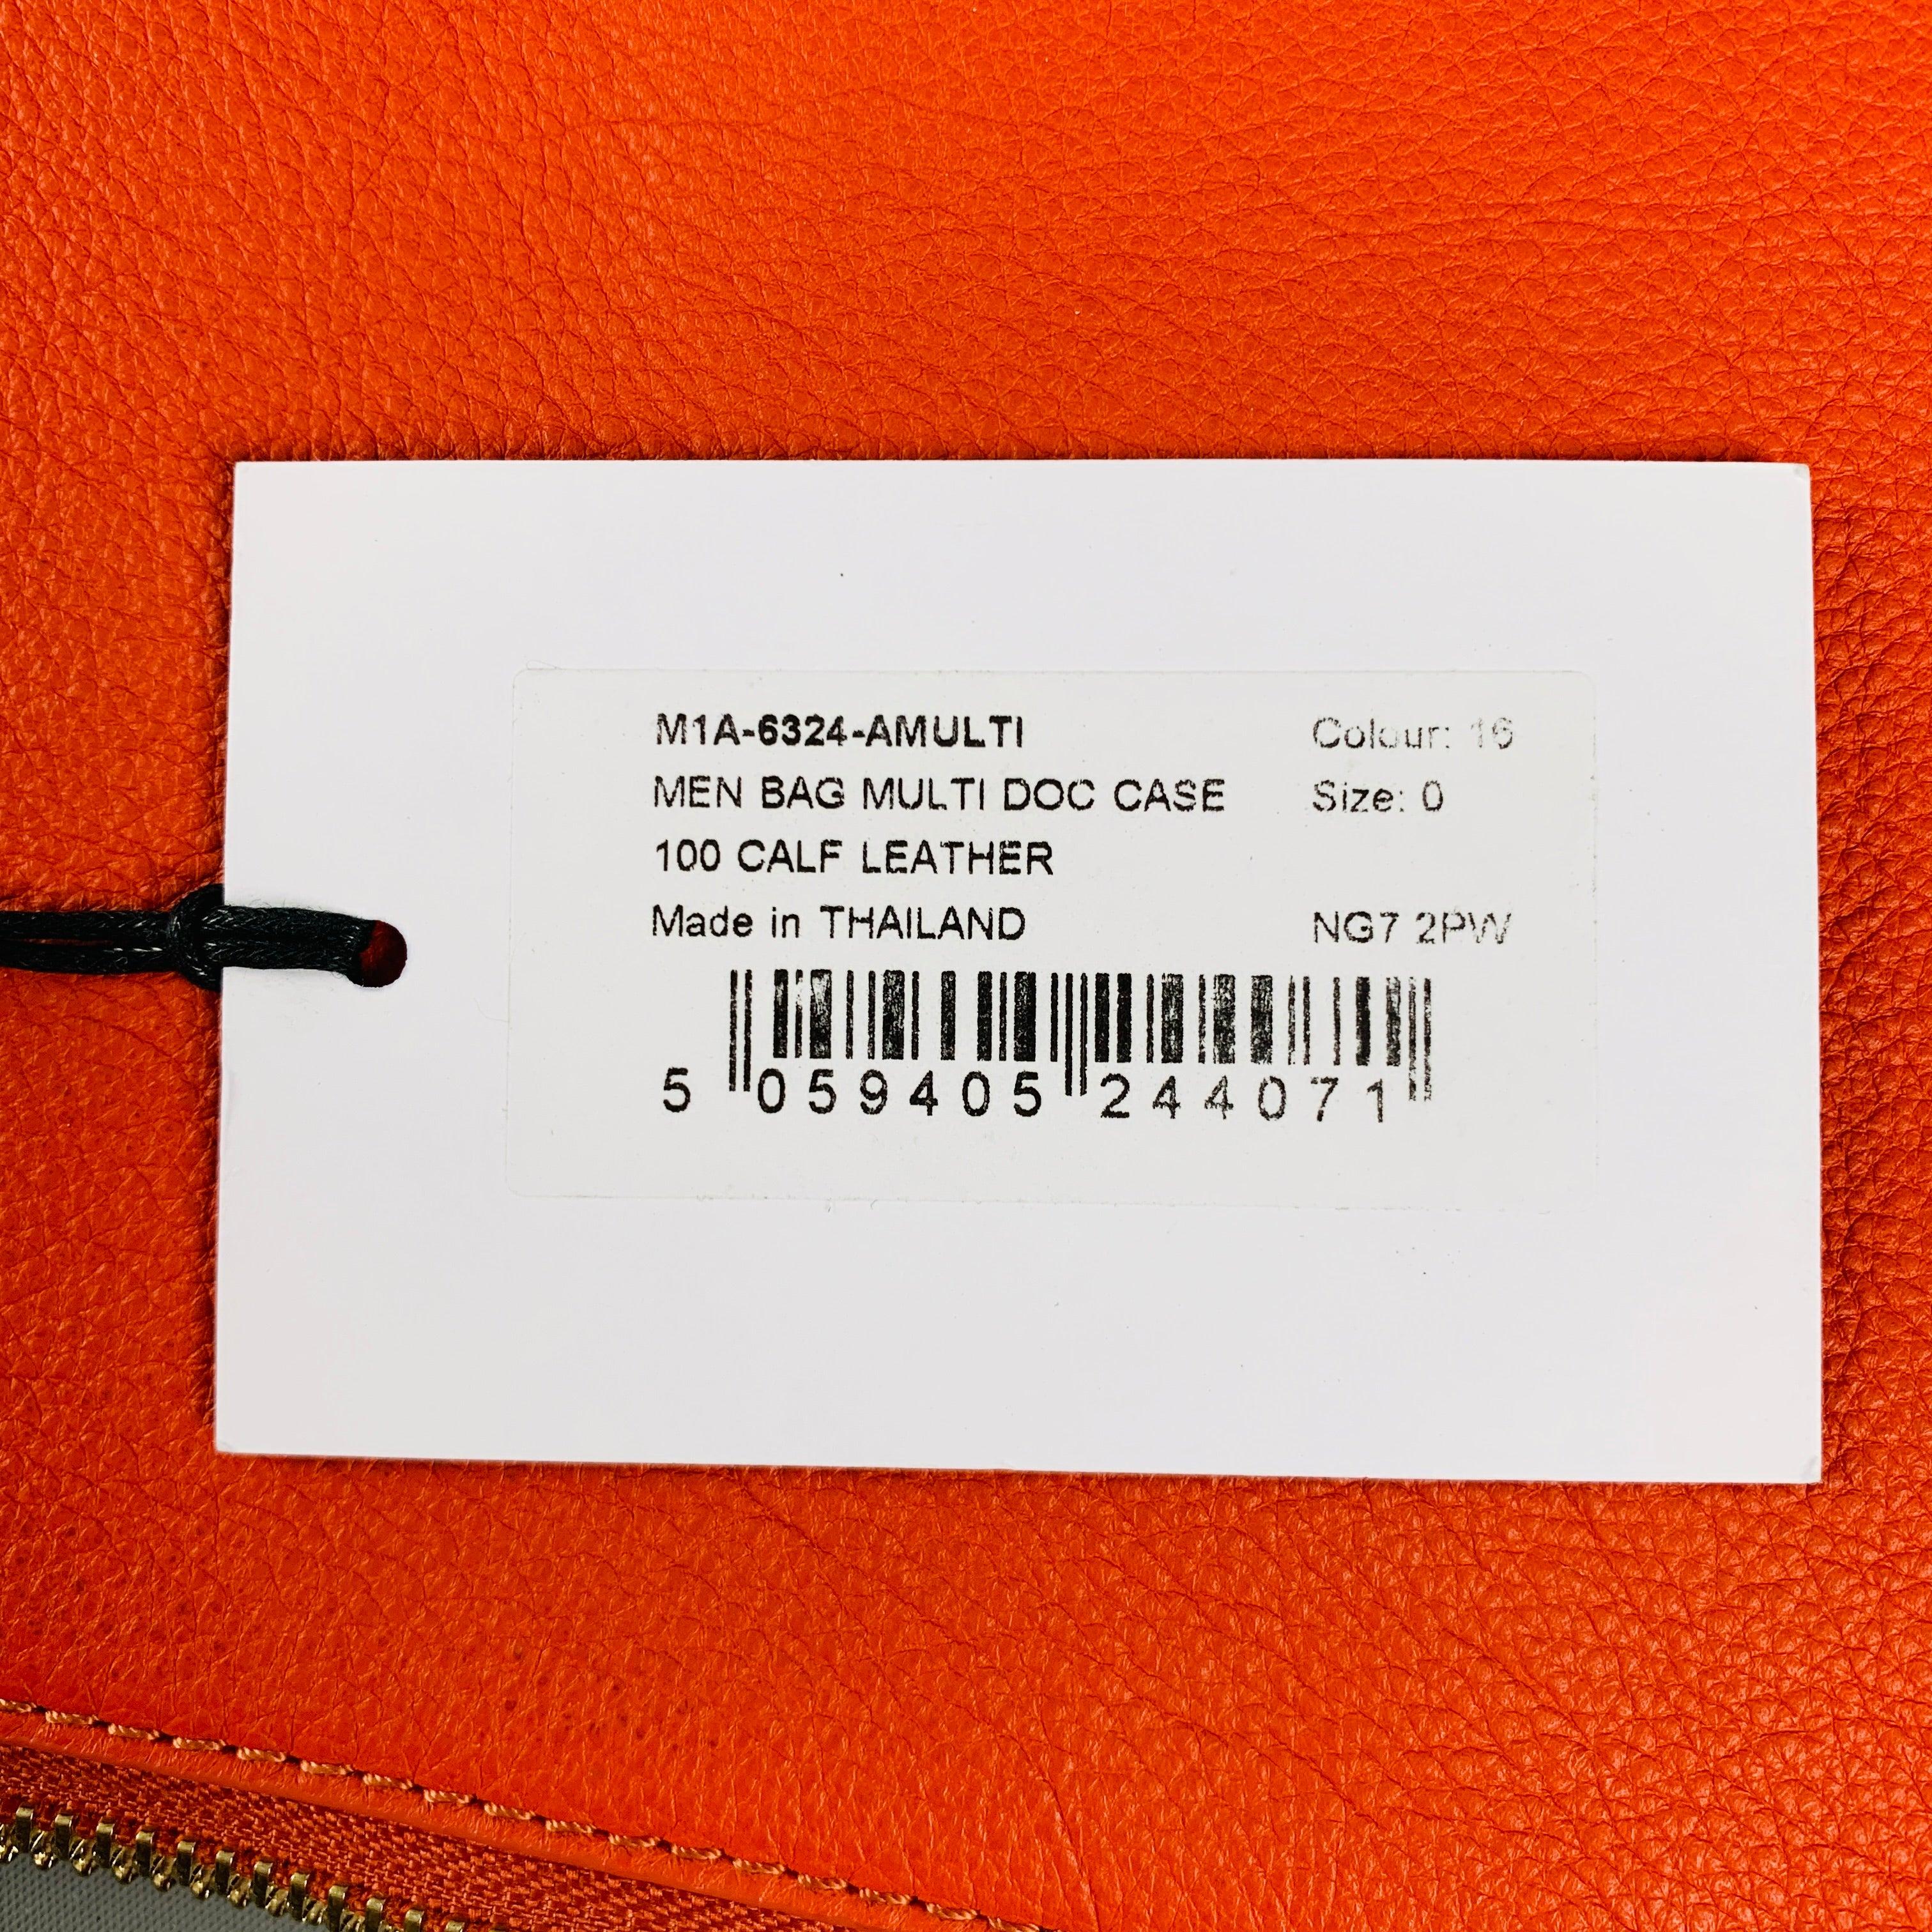 M1A-6324-AMULTI Colour: 16
MEN BAG MULTI DOC CASE Size: 0
100 CALF LEATHER
Made in THAILAND NG7 2PW
5 059405 244071